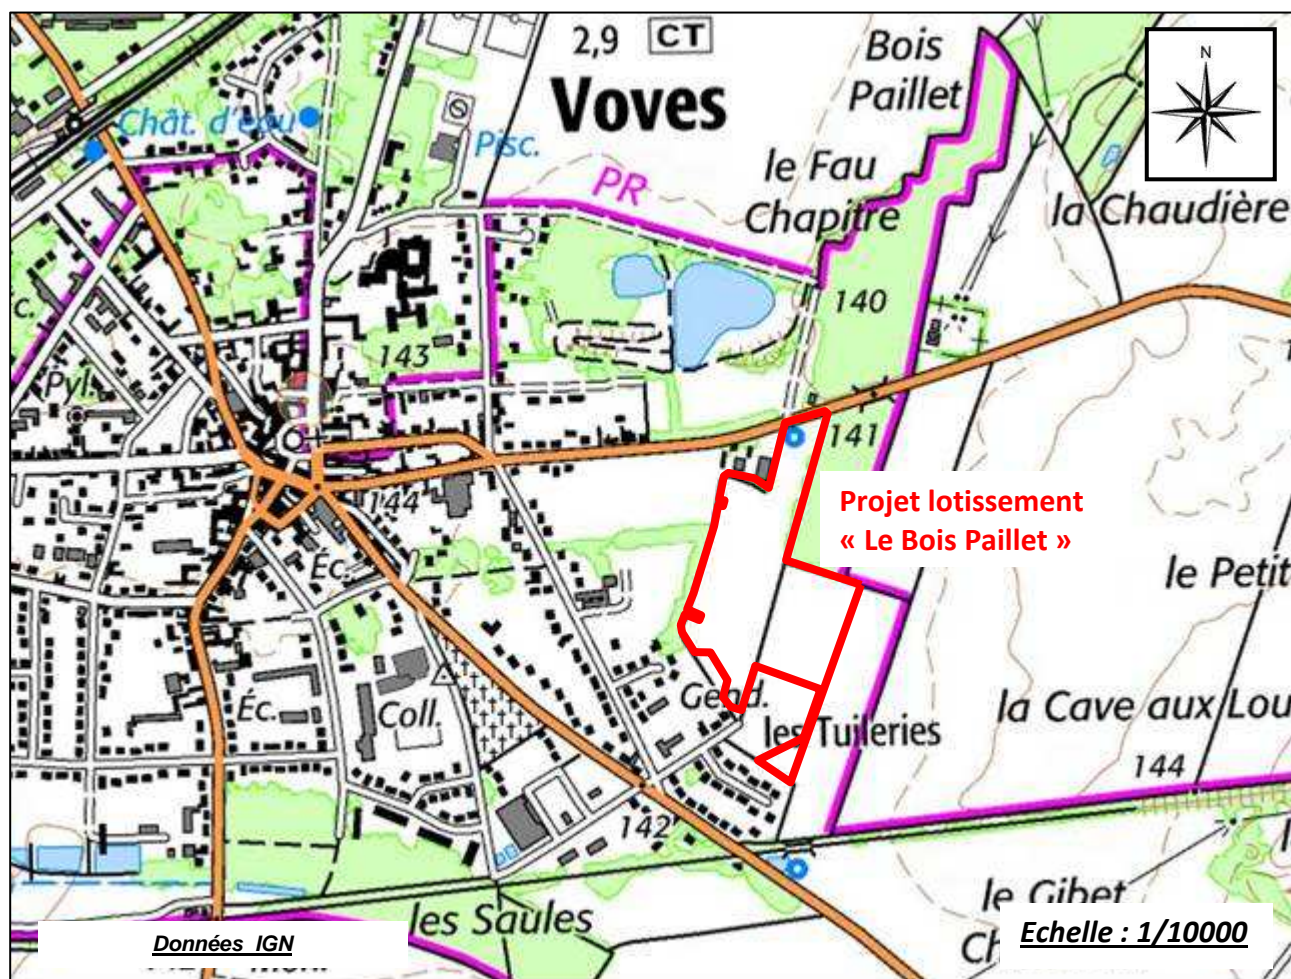 2,9 CT
Voves
Bois
Paillet
N
Chât. d'eau
Pisc.
PR
le Fau
Chapitre
la Chaudière
140
143
Pyl.
141
144
Projet lotissement
« Le Bois Paillet »
Éc.
le Petit
Éc.
Coll.
Gend.
les Tuileries
la Cave aux Lou
144
142
le Gibet
les Saules
Données IGN
Echelle : 1/10000